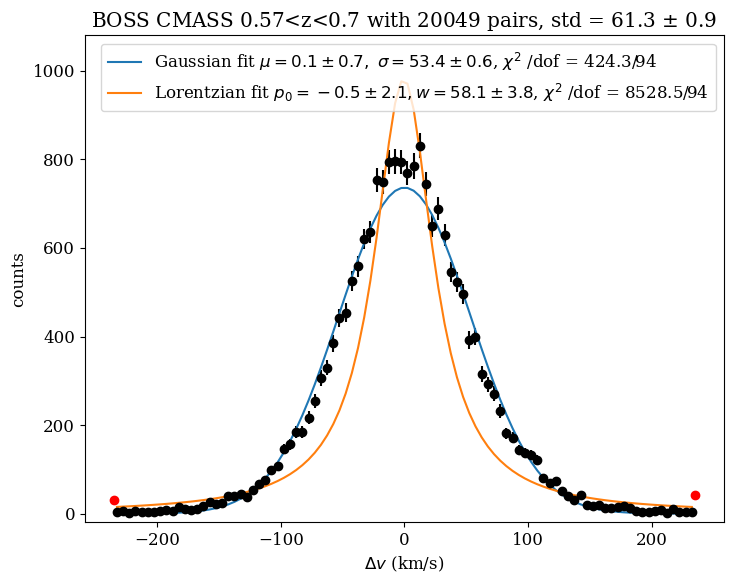 BOSS CMASS 0.57<z<0.7 with 20049 pairs, std = 61.3 ± 0.9
Gaussian fit μ = 0.1 ± 0.7, σ = 53.4 ± 0.6, χ² /dof = 424.3/94
Lorentzian fit p₀ = −0.5 ± 2.1, w = 58.1 ± 3.8, χ² /dof = 8528.5/94
1000
800
600
400
200
0
counts
−200
−100
0
100
200
Δv (km/s)